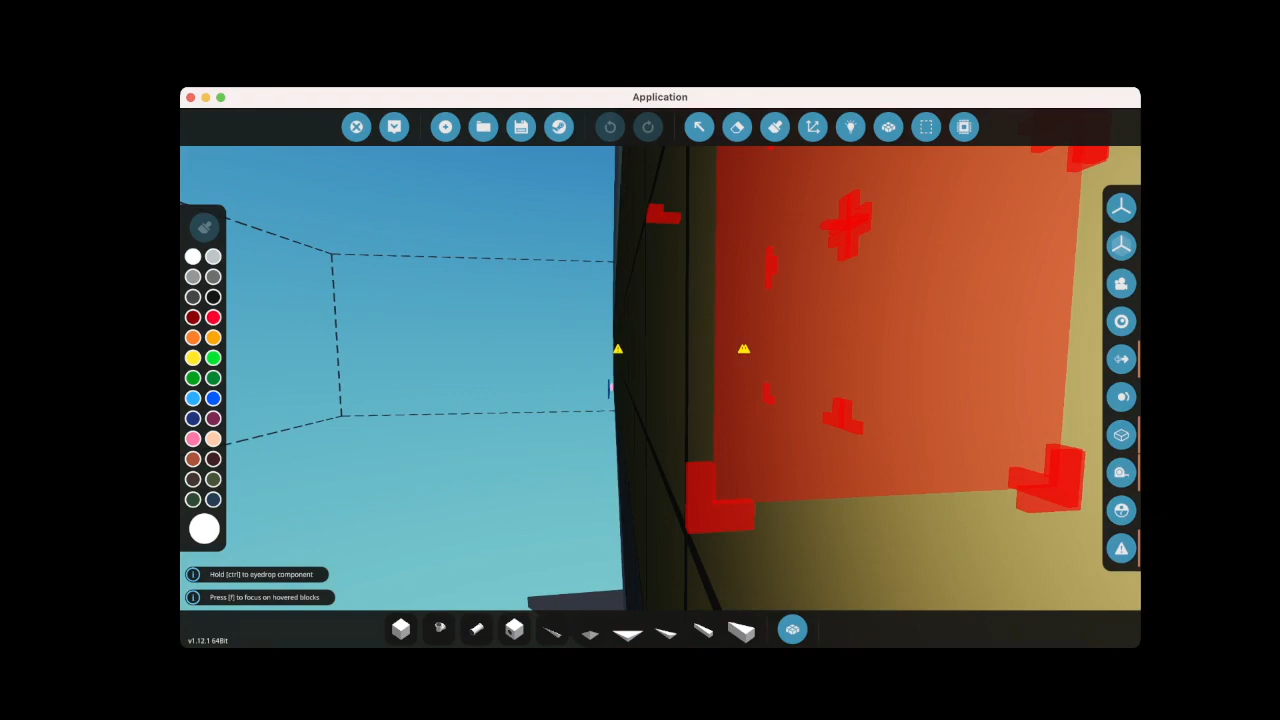 Application
Hold [ctrl] to eyedrop component
Press [f] to focus on hovered blocks
v1.12.1 64Bit